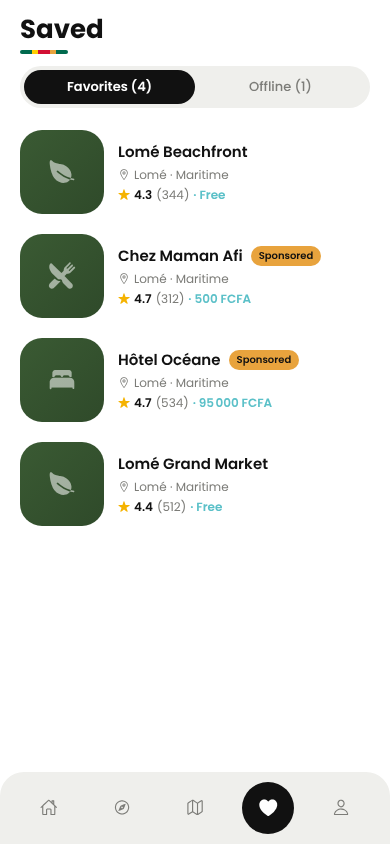 Saved
Favorites (4)
Offline (1)
Lomé Beachfront
Lomé · Maritime
4.3 (344) · Free
Chez Maman Afi Sponsored
Lomé · Maritime
4.7 (312) · 500 FCFA
Hôtel Océane Sponsored
Lomé · Maritime
4.7 (534) · 95 000 FCFA
Lomé Grand Market
Lomé · Maritime
4.4 (512) · Free